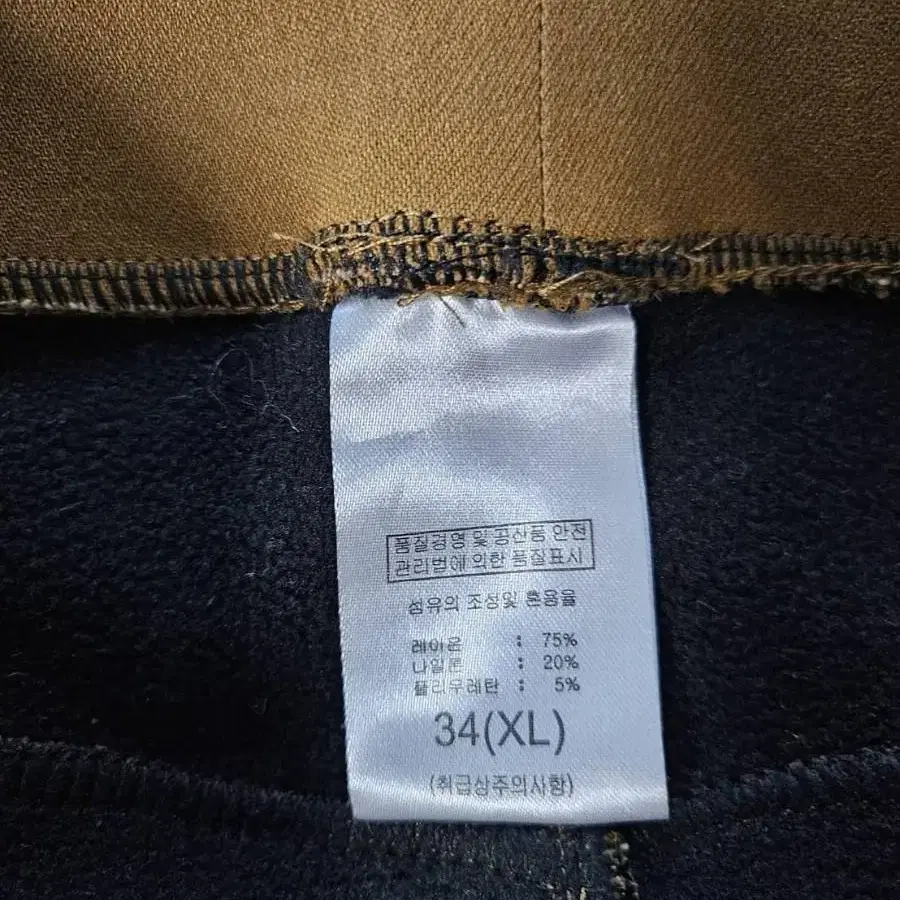 품질경영 및 공산품 안전
관리법에 의한 품질표시
섬유의 조성및 혼용율
레이온 : 75%
나일론 : 20%
폴리우레탄 : 5%
34(XL)
(취급상주의사항)